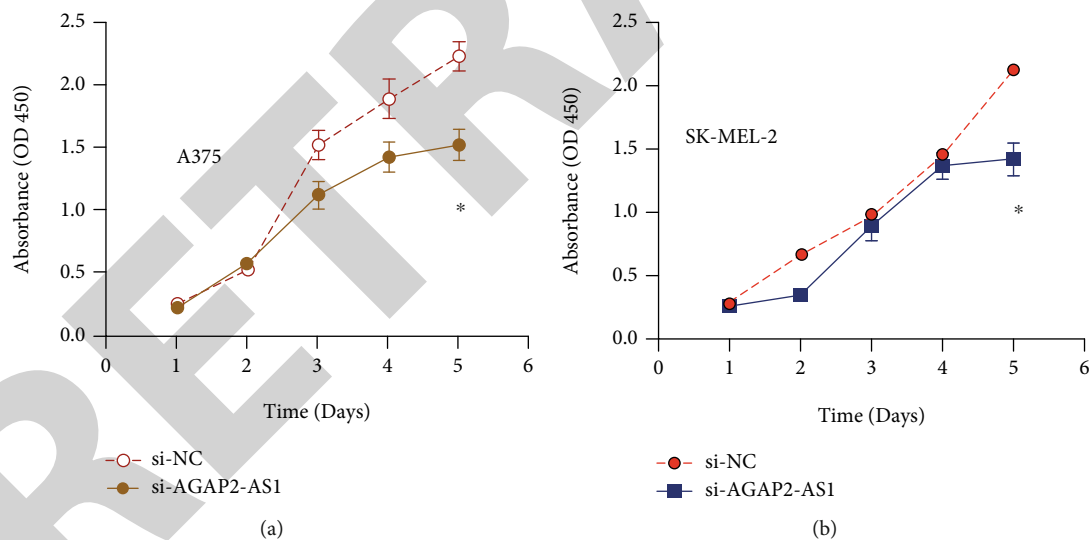 RETRA
2.5
2.0
1.5
1.0
0.5
0.0
Absorbance (OD 450)
A375
*
0 1 2 3 4 5 6
Time (Days)
si-NC
si-AGAP2-AS1
(a)
2.5
2.0
1.5
1.0
0.5
0.0
Absorbance (OD 450)
SK-MEL-2
*
0 1 2 3 4 5 6
Time (Days)
si-NC
si-AGAP2-AS1
(b)